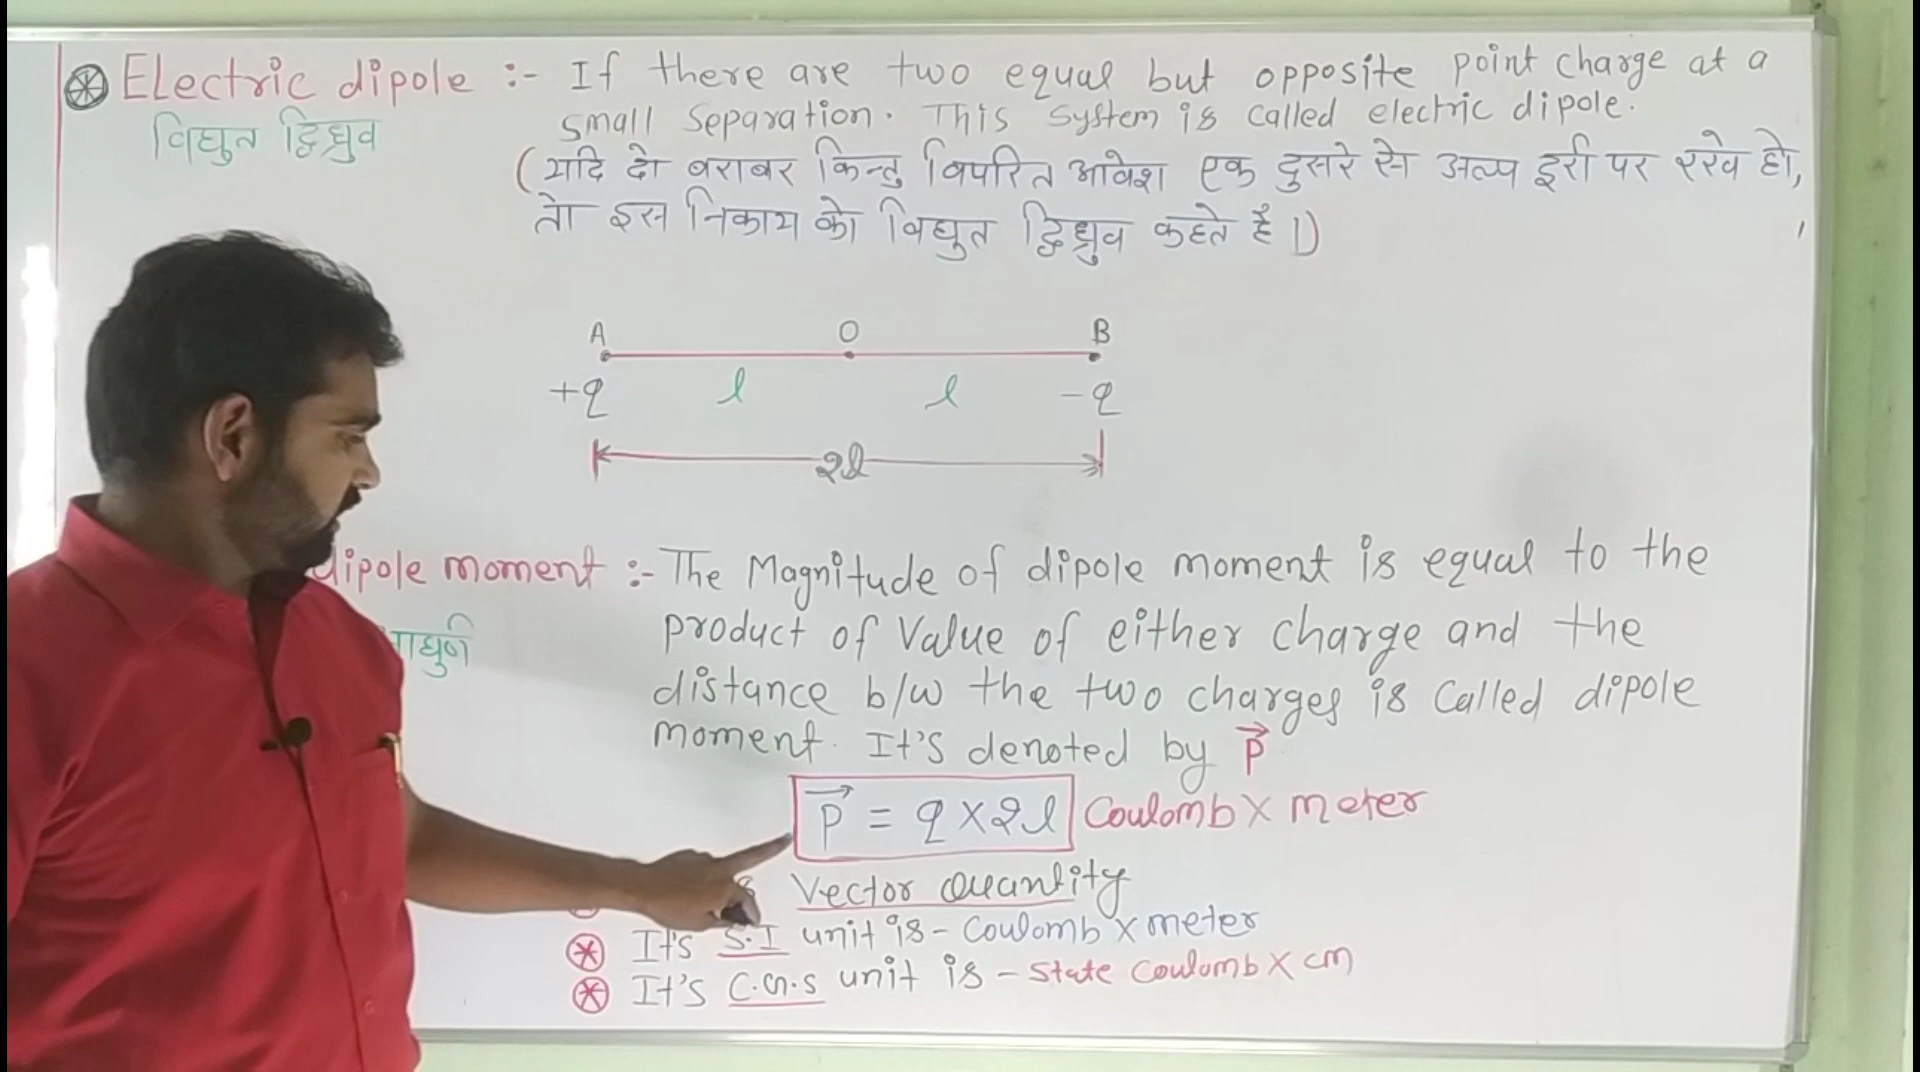 Electric dipole :- If there are two equal but opposite point charge at a
विद्युत द्विध्रुव small separation. This system is called electric dipole.
(यदि दो बराबर किन्तु विपरित आवेश एक दुसरे से अल्प दुरी पर रखे हो,
तो इस निकाय को विद्युत द्विध्रुव कहते है।)
A O B
+q l l -q
2l
dipole moment :- The Magnitude of dipole moment is equal to the
product of value of either charge and the
distance b/w the two charges is called dipole
moment. It's denoted by P⃗
P⃗ = q×2l Coulomb × meter
Vector Quantity
It's S.I unit is - Coulomb × meter
It's C.G.S unit is - State Coulomb × cm